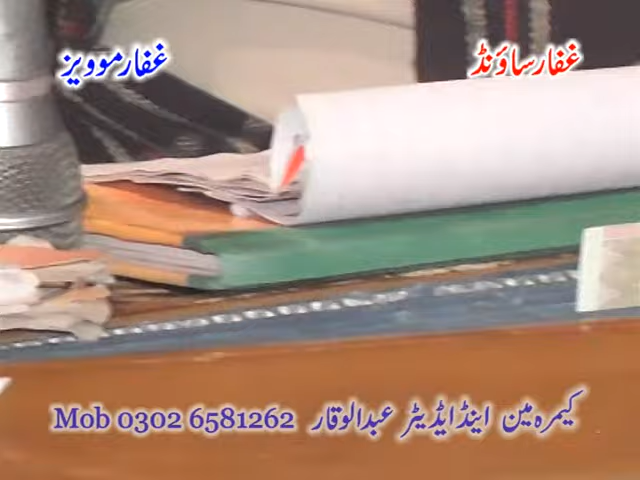 غفار ساؤنڈ
غفار موویز
کیمرہ مین اینڈ ایڈیٹر عبدالوقار Mob 0302 6581262